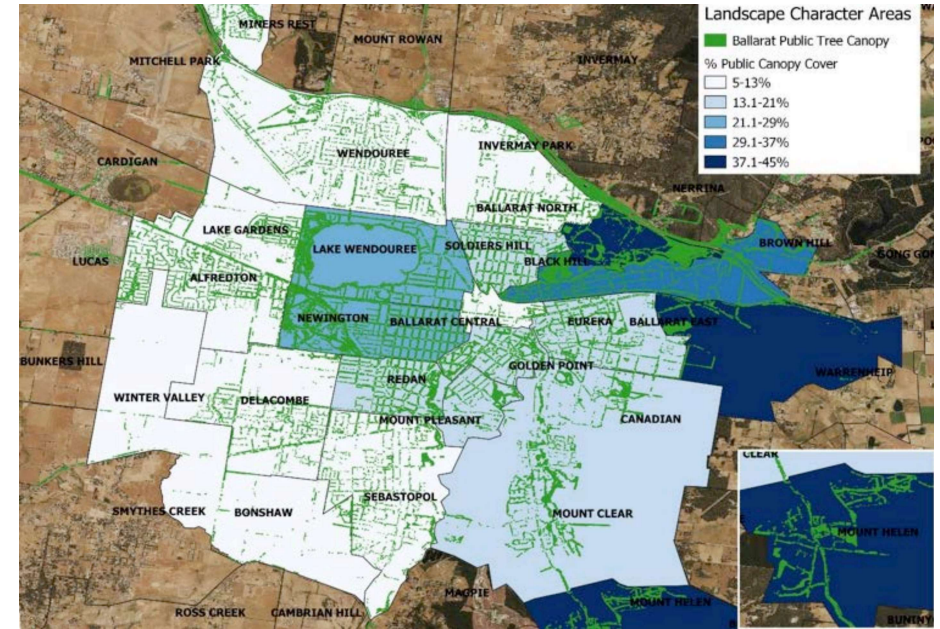 Landscape Character Areas
Ballarat Public Tree Canopy
% Public Canopy Cover
5-13%
13.1-21%
21.1-29%
29.1-37%
37.1-45%
MINERS REST
MOUNT ROWAN
MITCHELL PARK
INVERMAY
CARDIGAN
WENDOUREE
INVERMAY PARK
NERRINA
BALLARAT NORTH
LAKE GARDENS
LAKE WENDOUREE
SOLDIERS HILL
BROWN HILL
LUCAS
BLACK HILL
ALFREDTON
NEWINGTON
BALLARAT CENTRAL
EUREKA
BALLARAT EAST
BUNKERS HILL
GOLDEN POINT
WARRENHEIP
REDAN
WINTER VALLEY
DELACOMBE
MOUNT PLEASANT
CANADIAN
CLEAR
SEBASTOPOL
SMYTHES CREEK
BONSHAW
MOUNT CLEAR
MOUNT HELEN
MAGPIE
MOUNT HELEN
ROSS CREEK
CAMBRIAN HILL
BUNINY